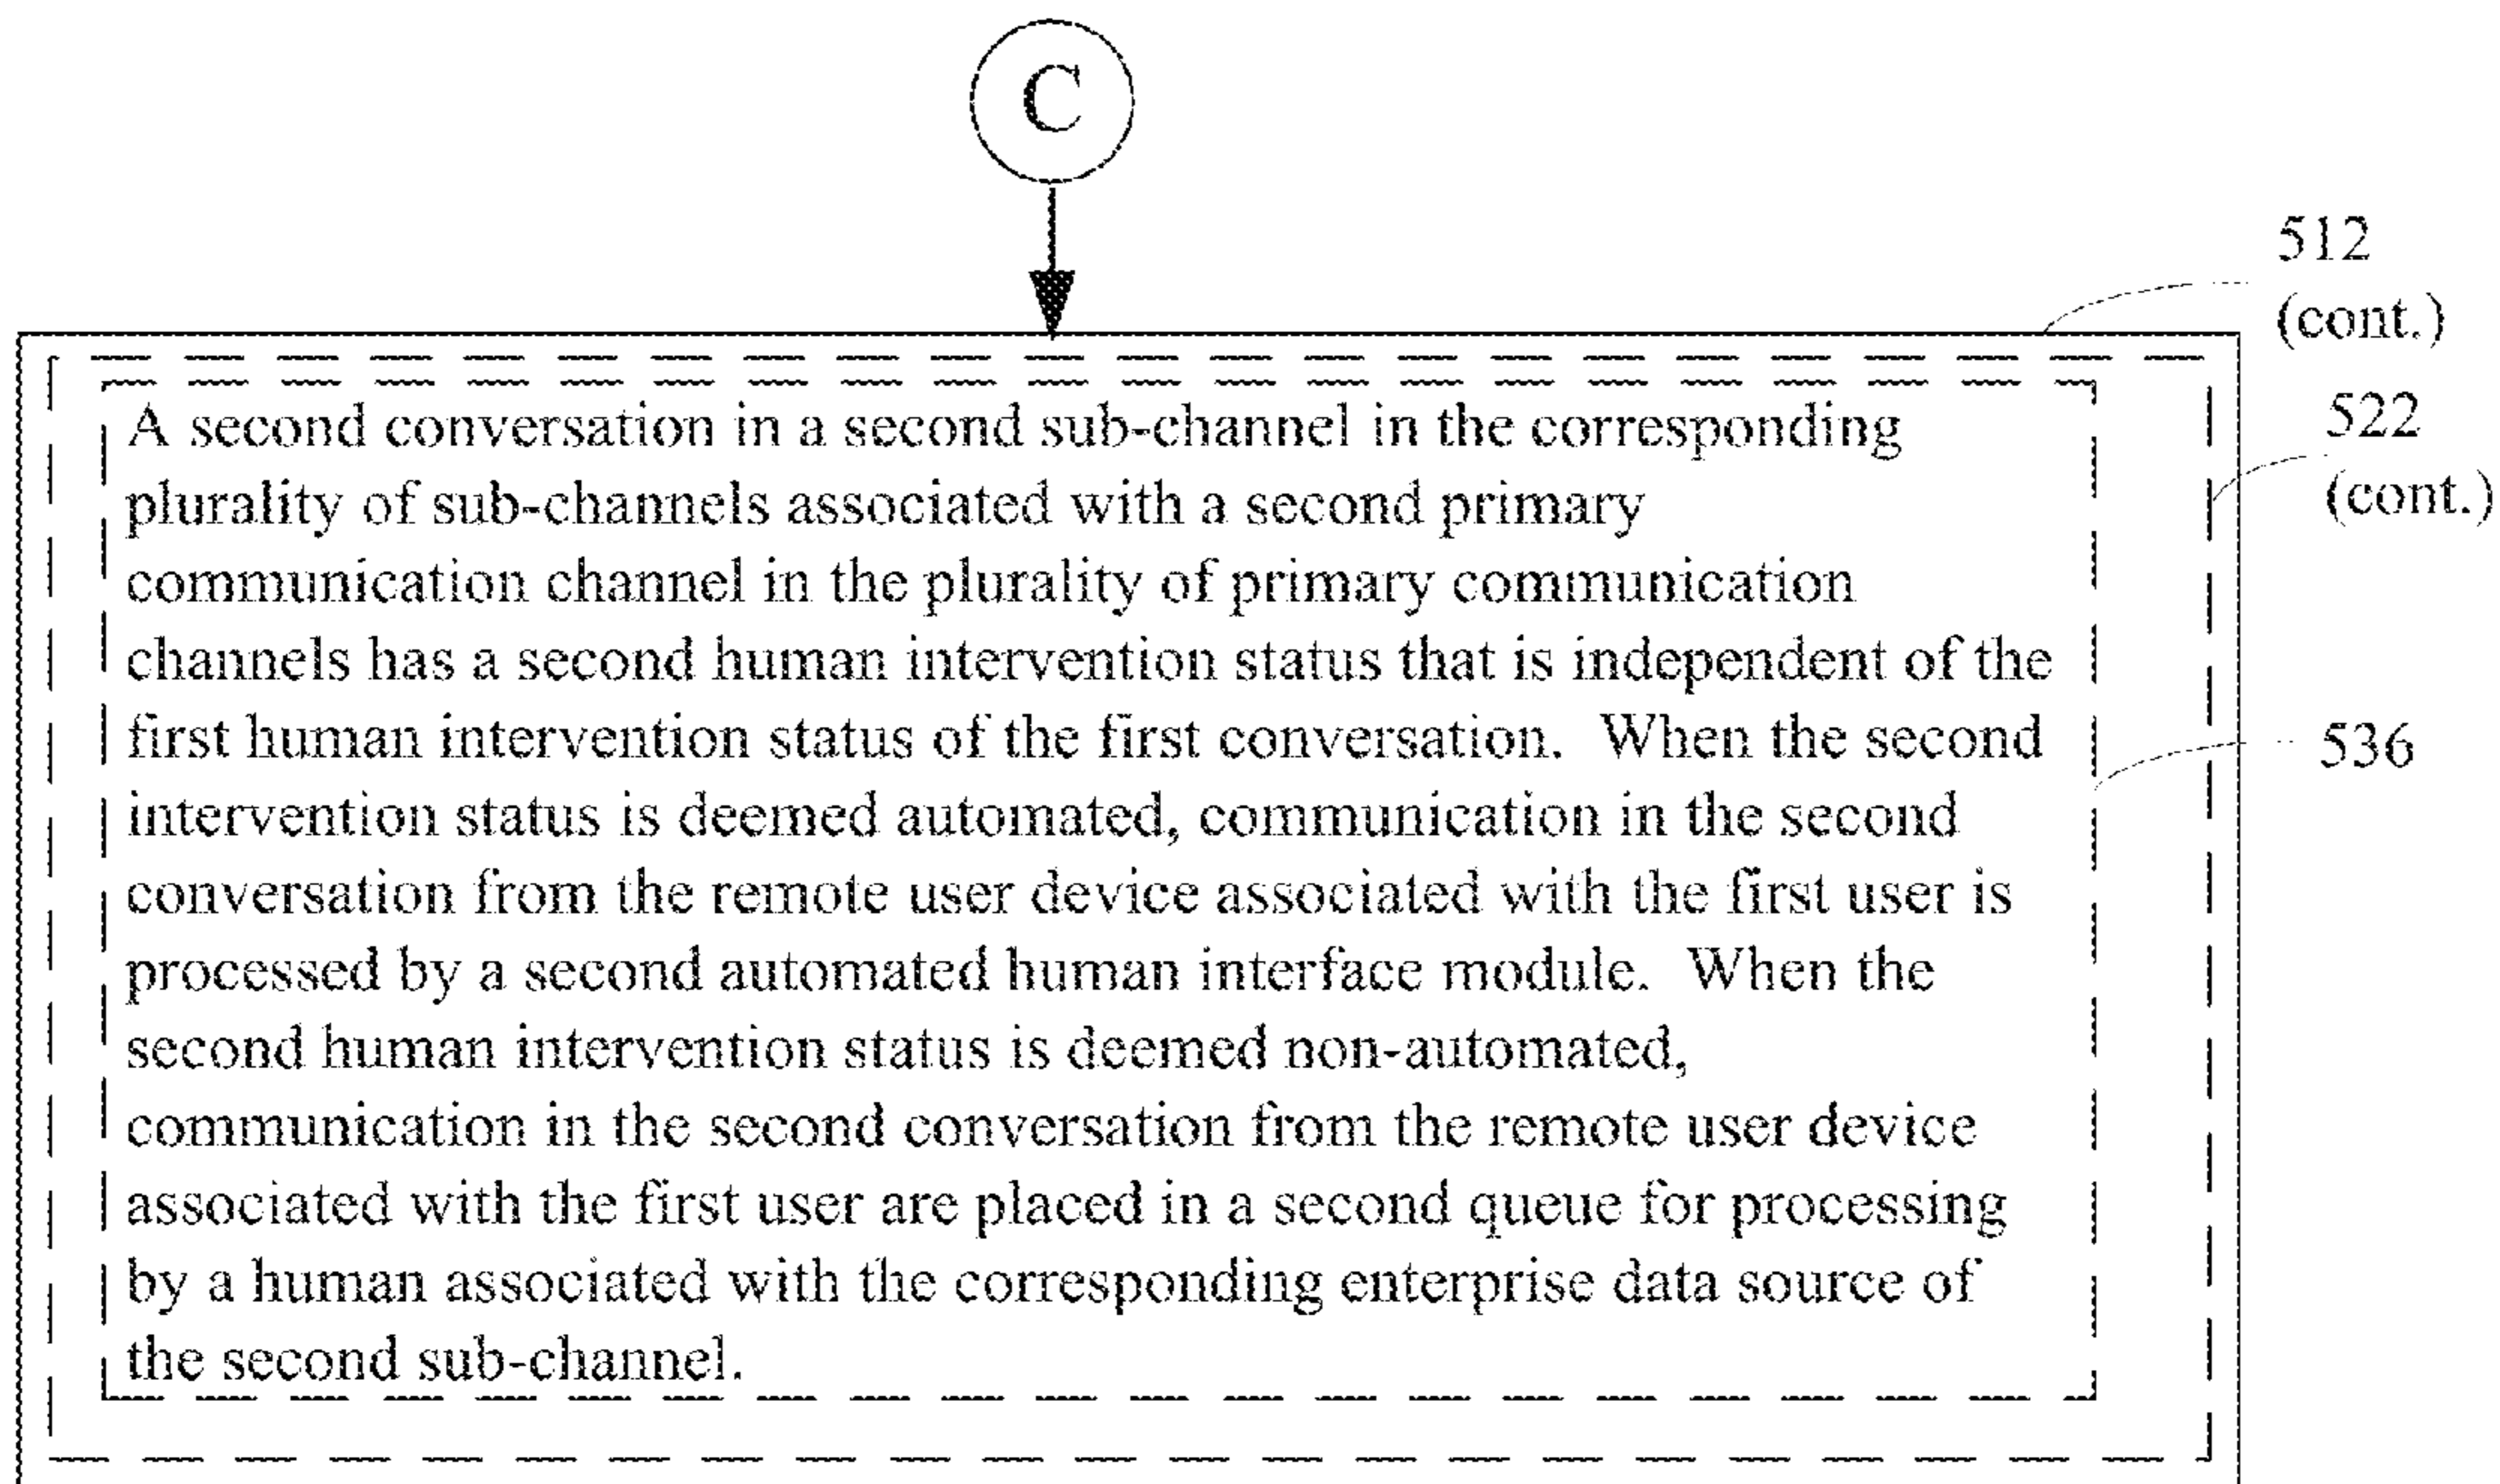 C
512
(cont.)
522
(cont.)
A second conversation in a second sub-channel in the corresponding
plurality of sub-channels associated with a second primary
communication channel in the plurality of primary communication
channels has a second human intervention status that is independent of the
first human intervention status of the first conversation. When the second
intervention status is deemed automated, communication in the second
conversation from the remote user device associated with the first user is
processed by a second automated human interface module. When the
second human intervention status is deemed non-automated,
communication in the second conversation from the remote user device
associated with the first user are placed in a second queue for processing
by a human associated with the corresponding enterprise data source of
the second sub-channel.
536